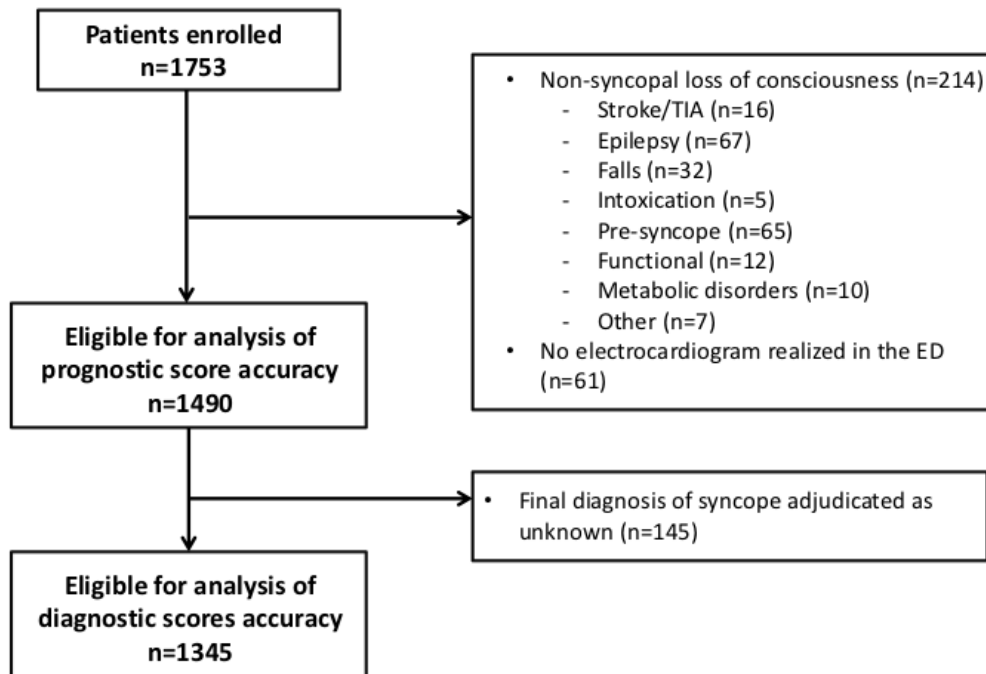 Patients enrolled
n=1753
• Non-syncopal loss of consciousness (n=214)
- Stroke/TIA (n=16)
- Epilepsy (n=67)
- Falls (n=32)
- Intoxication (n=5)
- Pre-syncope (n=65)
- Functional (n=12)
- Metabolic disorders (n=10)
- Other (n=7)
• No electrocardiogram realized in the ED
(n=61)
Eligible for analysis of
prognostic score accuracy
n=1490
• Final diagnosis of syncope adjudicated as
unknown (n=145)
Eligible for analysis of
diagnostic scores accuracy
n=1345